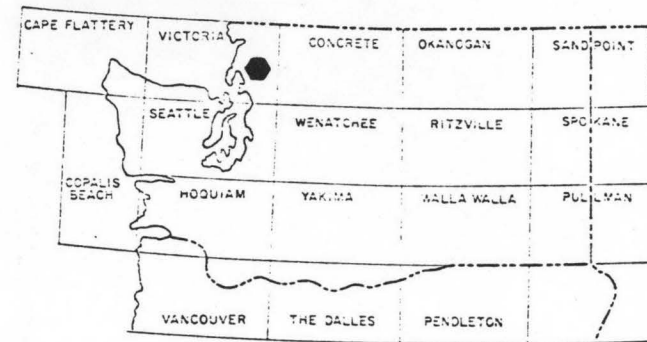 CAPE FLATTERY VICTORIA CONCRETE OKANOGAN SANDPOINT
SEATTLE WENATCHEE RITZVILLE SPOKANE
COPALIS
BEACH HOQUIAM YAKIMA WALLA WALLA PULLMAN
VANCOUVER THE DALLES PENDLETON